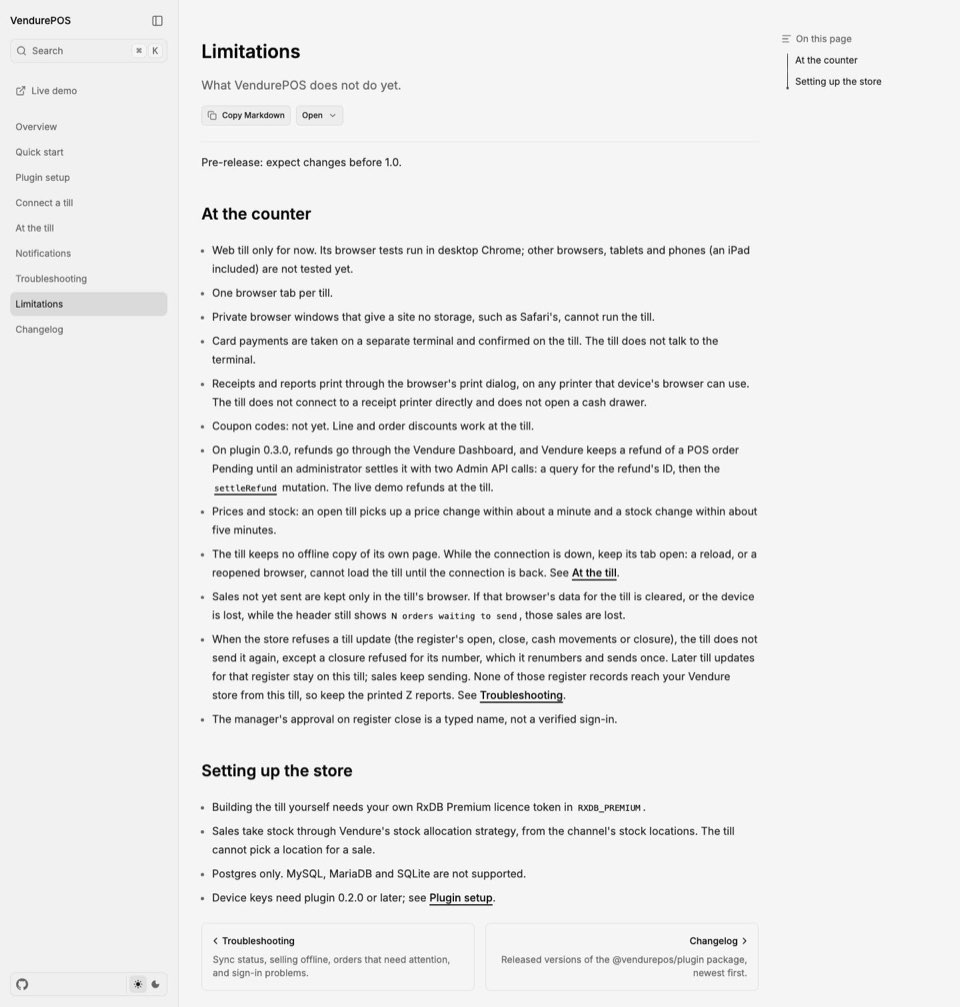 VendurePOS
Search
⌘ K
Live demo
Overview
Quick start
Plugin setup
Connect a till
At the till
Notifications
Troubleshooting
Limitations
Changelog
Limitations
What VendurePOS does not do yet.
Copy Markdown
Open
Pre-release: expect changes before 1.0.
At the counter
• Web till only for now. Its browser tests run in desktop Chrome; other browsers, tablets and phones (an iPad
included) are not tested yet.
• One browser tab per till.
• Private browser windows that give a site no storage, such as Safari's, cannot run the till.
• Card payments are taken on a separate terminal and confirmed on the till. The till does not talk to the
terminal.
• Receipts and reports print through the browser's print dialog, on any printer that device's browser can use.
The till does not connect to a receipt printer directly and does not open a cash drawer.
• Coupon codes: not yet. Line and order discounts work at the till.
• On plugin 0.3.0, refunds go through the Vendure Dashboard, and Vendure keeps a refund of a POS order
Pending until an administrator settles it with two Admin API calls: a query for the refund's ID, then the
settleRefund mutation. The live demo refunds at the till.
• Prices and stock: an open till picks up a price change within about a minute and a stock change within about
five minutes.
• The till keeps no offline copy of its own page. While the connection is down, keep its tab open: a reload, or a
reopened browser, cannot load the till until the connection is back. See At the till.
• Sales not yet sent are kept only in the till's browser. If that browser's data for the till is cleared, or the device
is lost, while the header still shows N orders waiting to send, those sales are lost.
• When the store refuses a till update (the register's open, close, cash movements or closure), the till does not
send it again, except a closure refused for its number, which it renumbers and sends once. Later till updates
for that register stay on this till; sales keep sending. None of those register records reach your Vendure
store from this till, so keep the printed Z reports. See Troubleshooting.
• The manager's approval on register close is a typed name, not a verified sign-in.
Setting up the store
• Building the till yourself needs your own RxDB Premium licence token in RXDB_PREMIUM.
• Sales take stock through Vendure's stock allocation strategy, from the channel's stock locations. The till
cannot pick a location for a sale.
• Postgres only. MySQL, MariaDB and SQLite are not supported.
• Device keys need plugin 0.2.0 or later; see Plugin setup.
Troubleshooting
Sync status, selling offline, orders that need attention,
and sign-in problems.
Changelog
Released versions of the @vendurepos/plugin package,
newest first.
On this page
At the counter
Setting up the store